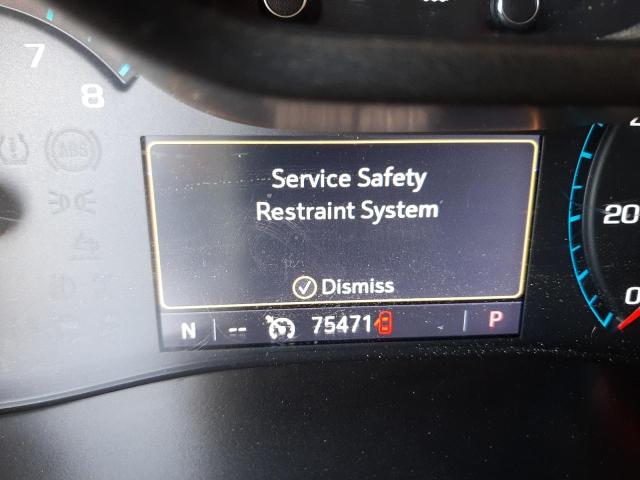 7
8
ABS
Service Safety
Restraint System
Dismiss
N -- 75471 P
20
0